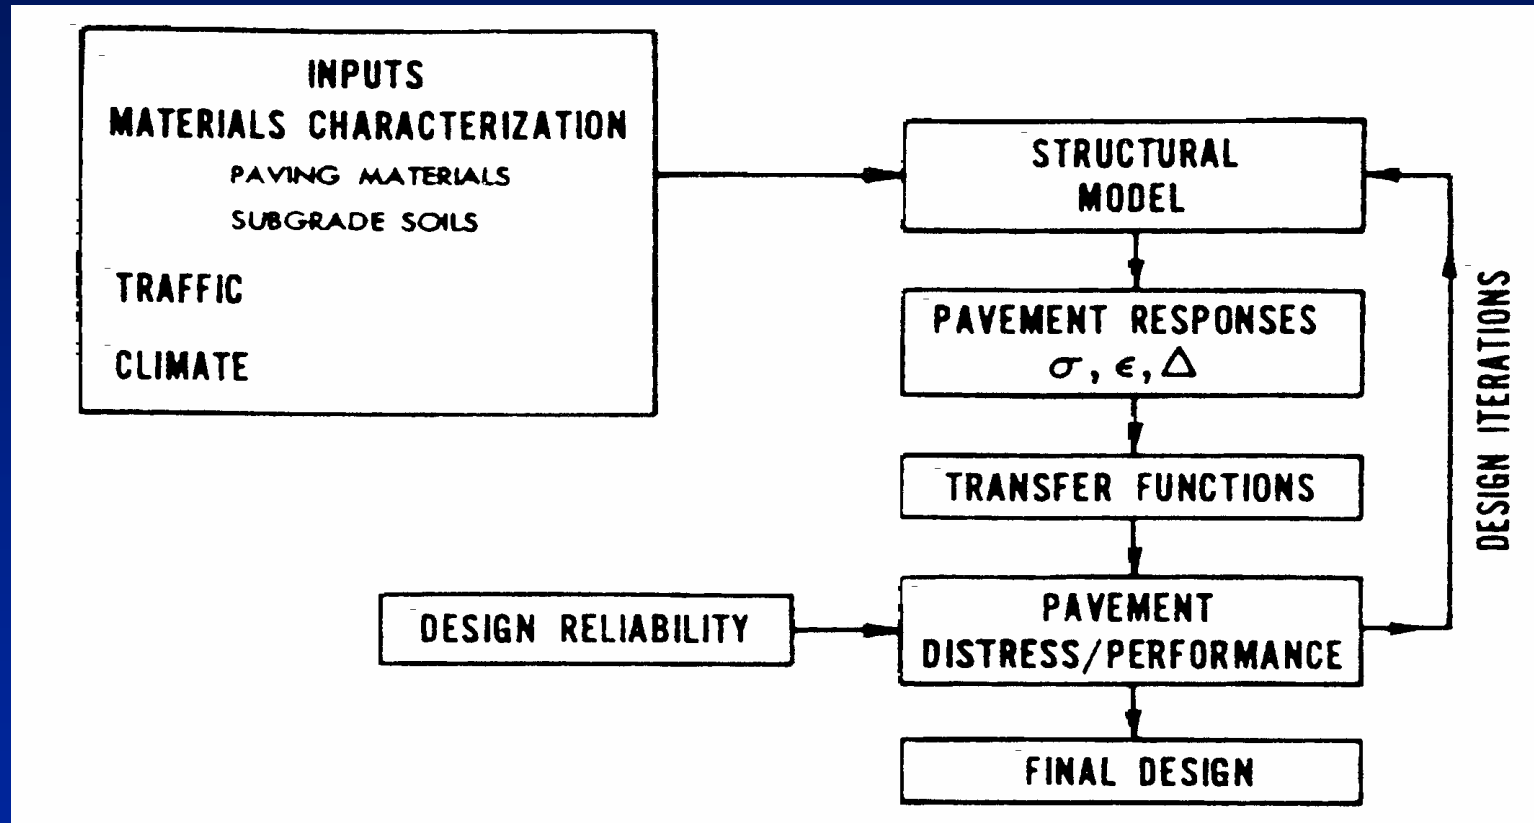 INPUTS
MATERIALS CHARACTERIZATION
PAVING MATERIALS
SUBGRADE SOILS
TRAFFIC
CLIMATE
STRUCTURAL
MODEL
PAVEMENT RESPONSES
σ, ϵ, Δ
TRANSFER FUNCTIONS
DESIGN RELIABILITY
PAVEMENT
DISTRESS/PERFORMANCE
FINAL DESIGN
DESIGN ITERATIONS